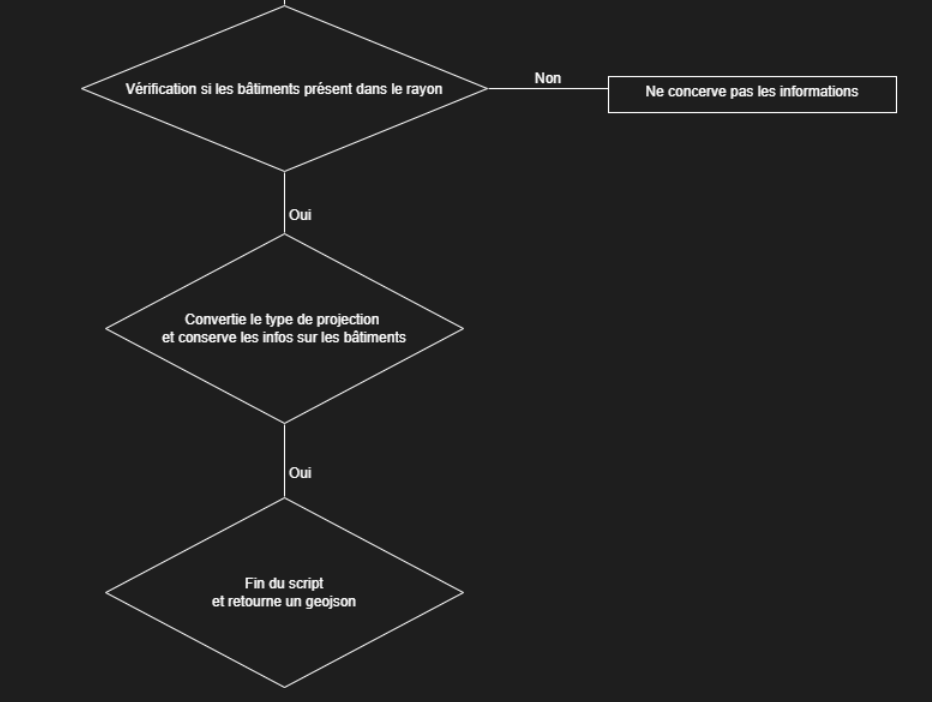 Vérification si les bâtiments présent dans le rayon
Non
Ne concerve pas les informations
Oui
Convertie le type de projection
et conserve les infos sur les bâtiments
Oui
Fin du script
et retourne un geojson